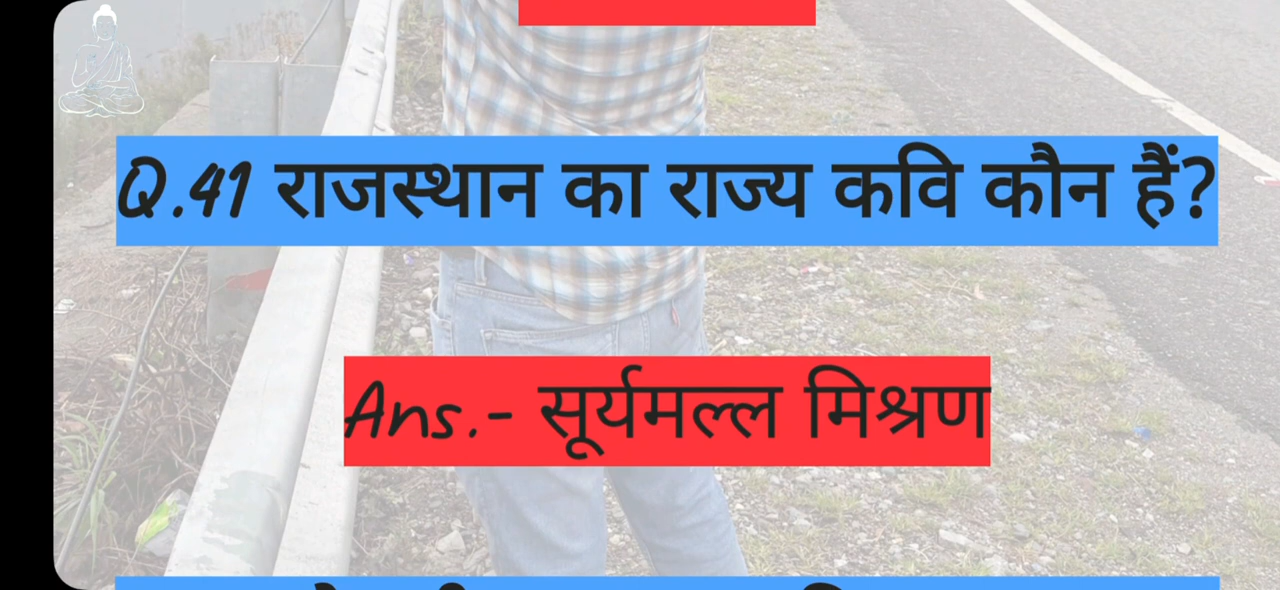 Q.41 राजस्थान का राज्य कवि कौन हैं?
Ans.- सूर्यमल्ल मिश्रण